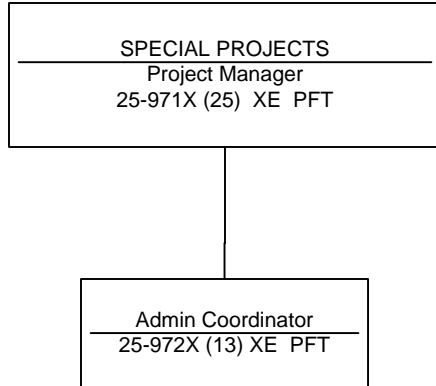 SPECIAL PROJECTS
Project Manager
25-971X (25) XE PFT
Admin Coordinator
25-972X (13) XE PFT